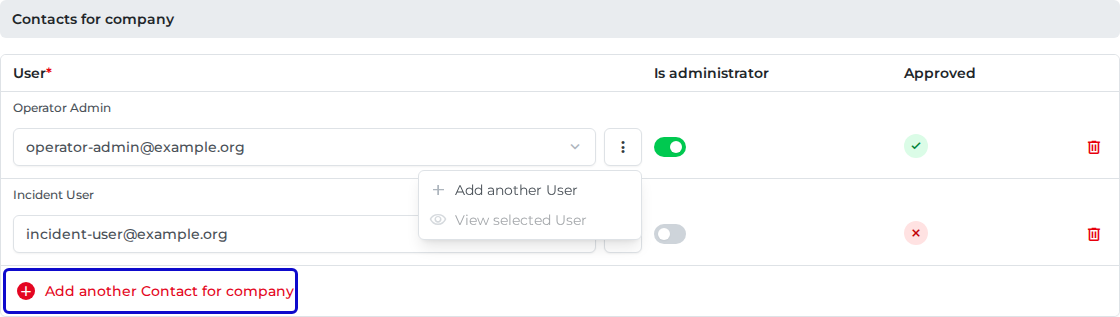 Contacts for company
User* Is administrator Approved
Operator Admin
operator-admin@example.org
Add another User
Incident User
View selected User
incident-user@example.org
Add another Contact for company